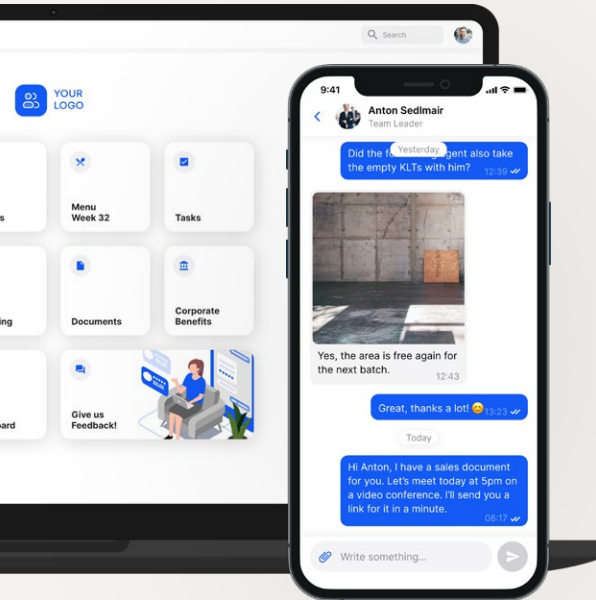 Search
YOUR
LOGO
s
Menu
Week 32
Tasks
ing
Documents
Corporate
Benefits
ard
Give us
Feedback!
9:41
Anton Sedlmair
Team Leader
Yesterday
Did the f gent also take
the empty KLTs with him?
12:39
Yes, the area is free again for
the next batch.
12:43
Great, thanks a lot! 😊
13:23
Today
Hi Anton, I have a sales document
for you. Let's meet today at 5pm on
a video conference. I'll send you a
link for it in a minute.
08:17
Write something...